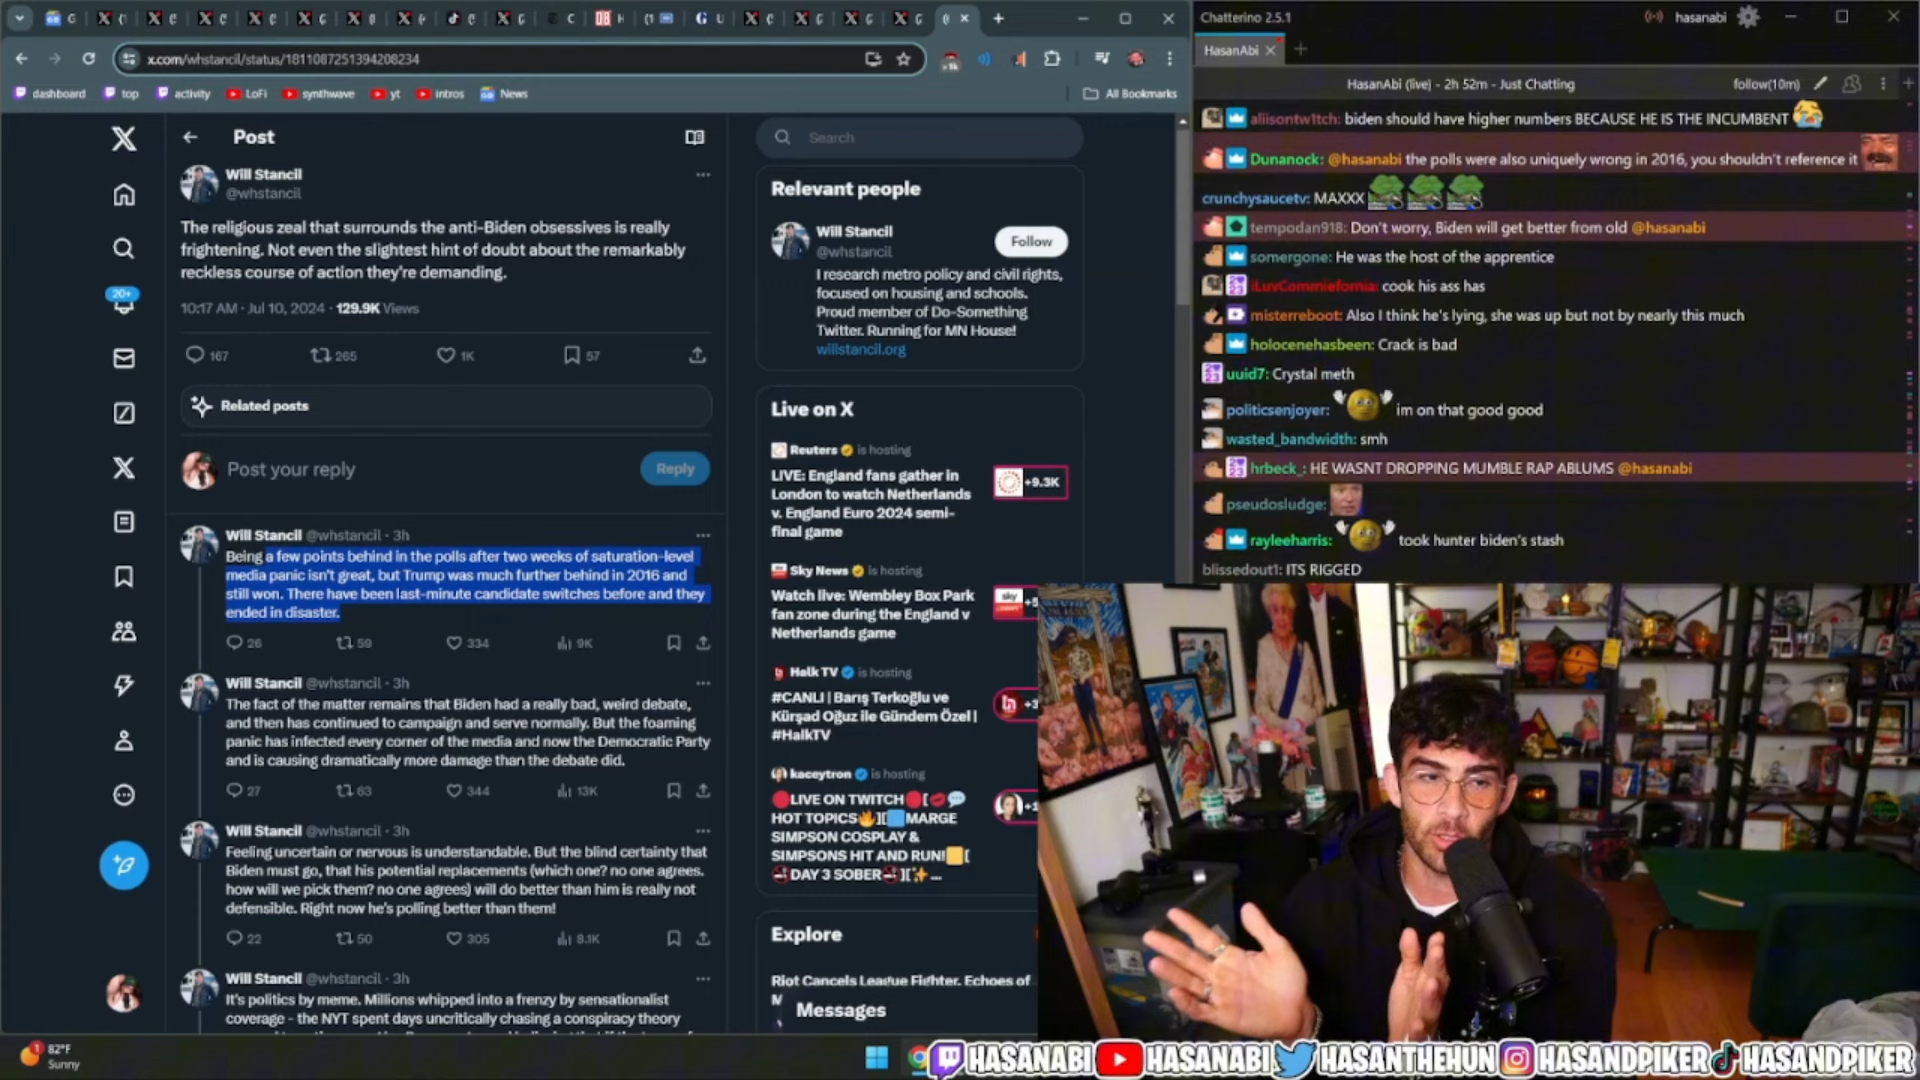 x.com/whstancil/status/1811087251394208234
dashboard
top
activity
LoFi
synthwave
yt
intros
News
All Bookmarks
Post
Search
Will Stancil
@whstancil
The religious zeal that surrounds the anti-Biden obsessives is really
frightening. Not even the slightest hint of doubt about the remarkably
reckless course of action they're demanding.
10:17 AM · Jul 10, 2024 · 129.9K Views
167
265
1K
57
Related posts
Post your reply
Reply
20+
Will Stancil @whstancil · 3h
Being a few points behind in the polls after two weeks of saturation-level
media panic isn't great, but Trump was much further behind in 2016 and
still won. There have been last-minute candidate switches before and they
ended in disaster.
26
59
334
9K
Will Stancil @whstancil · 3h
The fact of the matter remains that Biden had a really bad, weird debate,
and then has continued to campaign and serve normally. But the foaming
panic has infected every corner of the media and now the Democratic Party
and is causing dramatically more damage than the debate did.
27
63
344
13K
Will Stancil @whstancil · 3h
Feeling uncertain or nervous is understandable. But the blind certainty that
Biden must go, that his potential replacements (which one? no one agrees.
how will we pick them? no one agrees) will do better than him is really not
defensible. Right now he's polling better than them!
22
50
305
8.1K
Will Stancil @whstancil · 3h
It's politics by meme. Millions whipped into a frenzy by sensationalist
coverage - the NYT spent days uncritically chasing a conspiracy theory
Relevant people
Will Stancil
@whstancil
Follow
I research metro policy and civil rights,
focused on housing and schools.
Proud member of Do-Something
Twitter. Running for MN House!
willstancil.org
Live on X
Reuters is hosting
LIVE: England fans gather in
London to watch Netherlands
v. England Euro 2024 semi-
final game
+9.3K
Sky News is hosting
Watch live: Wembley Box Park
fan zone during the England v
Netherlands game
sky
Halk TV is hosting
#CANLI | Barış Terkoğlu ve
Kürşad Oğuz ile Gündem Özel |
#HalkTV
kaceytron is hosting
LIVE ON TWITCH
HOT TOPICS MARGE
SIMPSON COSPLAY &
SIMPSONS HIT AND RUN!
DAY 3 SOBER
Explore
Riot Cancels League Fighter. Echoes of
Messages
82°F
Sunny
Chatterino 2.5.1
hasanabi
HasanAbi
HasanAbi (live) - 2h 52m - Just Chatting
follow(10m)
aliisontw1tch: biden should have higher numbers BECAUSE HE IS THE INCUMBENT
Dunanock: @hasanabi the polls were also uniquely wrong in 2016, you shouldn't reference it
crunchysaucetv: MAXXX
tempodan918: Don't worry, Biden will get better from old @hasanabi
somergone: He was the host of the apprentice
iLuvCommiefornia: cook his ass has
misterreboot: Also I think he's lying, she was up but not by nearly this much
holocenehasbeen: Crack is bad
uuid7: Crystal meth
politicsenjoyer: im on that good good
wasted_bandwidth: smh
hrbeck_: HE WASNT DROPPING MUMBLE RAP ABLUMS @hasanabi
pseudosludge:
rayleeharris: took hunter biden's stash
blissedout1: ITS RIGGED
HASANABI HASANABI HASANTHEHUN HASANDPIKER HASANDPIKER